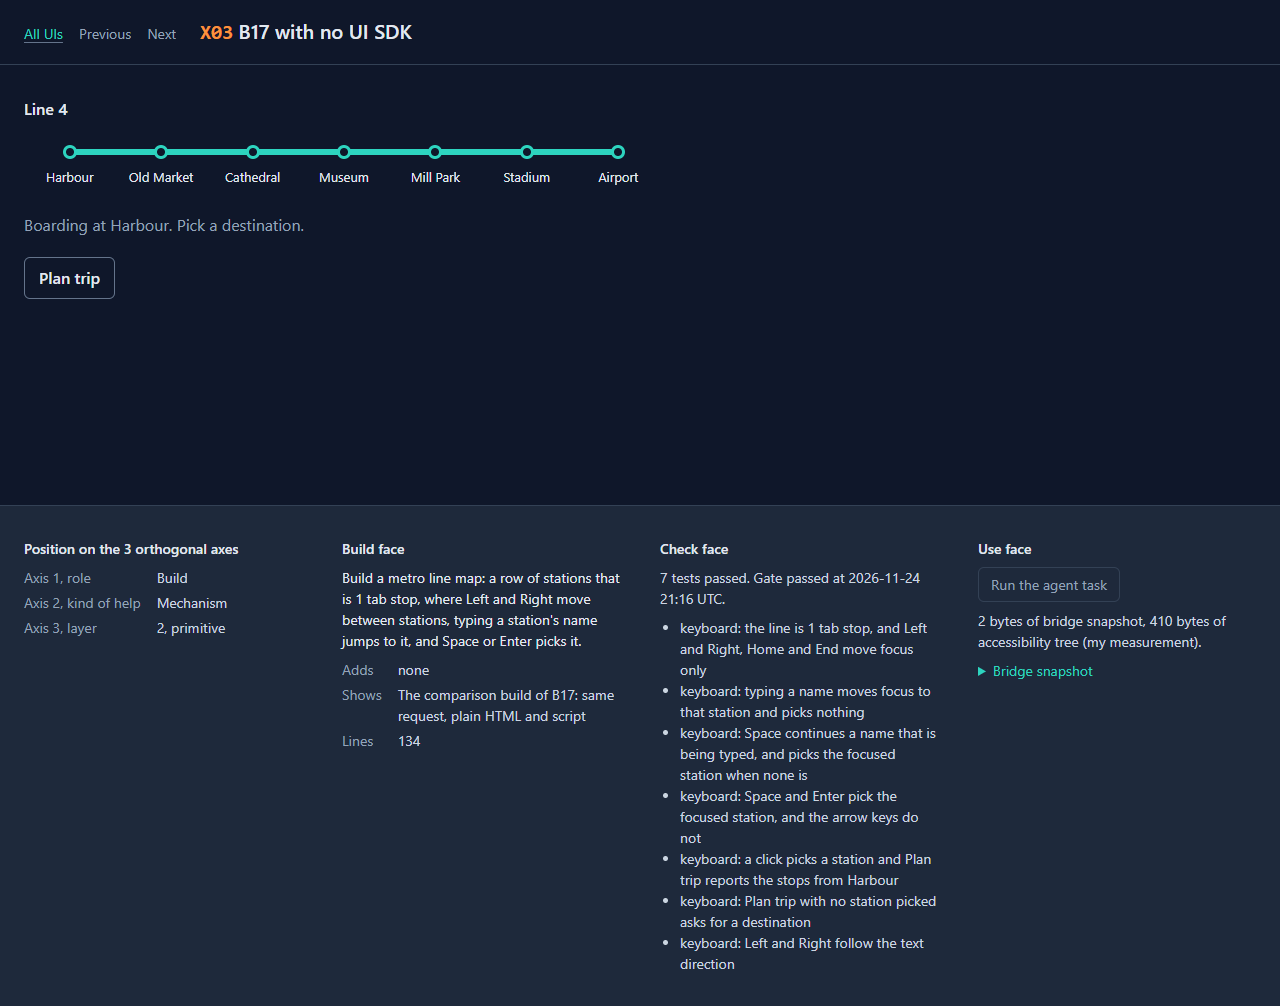 All UIs Previous Next X03 B17 with no UI SDK
Line 4
Harbour Old Market Cathedral Museum Mill Park Stadium Airport
Boarding at Harbour. Pick a destination.
Plan trip
Position on the 3 orthogonal axes
Axis 1, role Build
Axis 2, kind of help Mechanism
Axis 3, layer 2, primitive
Build face
Build a metro line map: a row of stations that
is 1 tab stop, where Left and Right move
between stations, typing a station's name
jumps to it, and Space or Enter picks it.
Adds none
Shows The comparison build of B17: same
request, plain HTML and script
Lines 134
Check face
7 tests passed. Gate passed at 2026-11-24
21:16 UTC.
keyboard: the line is 1 tab stop, and Left
and Right, Home and End move focus
only
keyboard: typing a name moves focus to
that station and picks nothing
keyboard: Space continues a name that is
being typed, and picks the focused
station when none is
keyboard: Space and Enter pick the
focused station, and the arrow keys do
not
keyboard: a click picks a station and Plan
trip reports the stops from Harbour
keyboard: Plan trip with no station picked
asks for a destination
keyboard: Left and Right follow the text
direction
Use face
Run the agent task
2 bytes of bridge snapshot, 410 bytes of
accessibility tree (my measurement).
Bridge snapshot